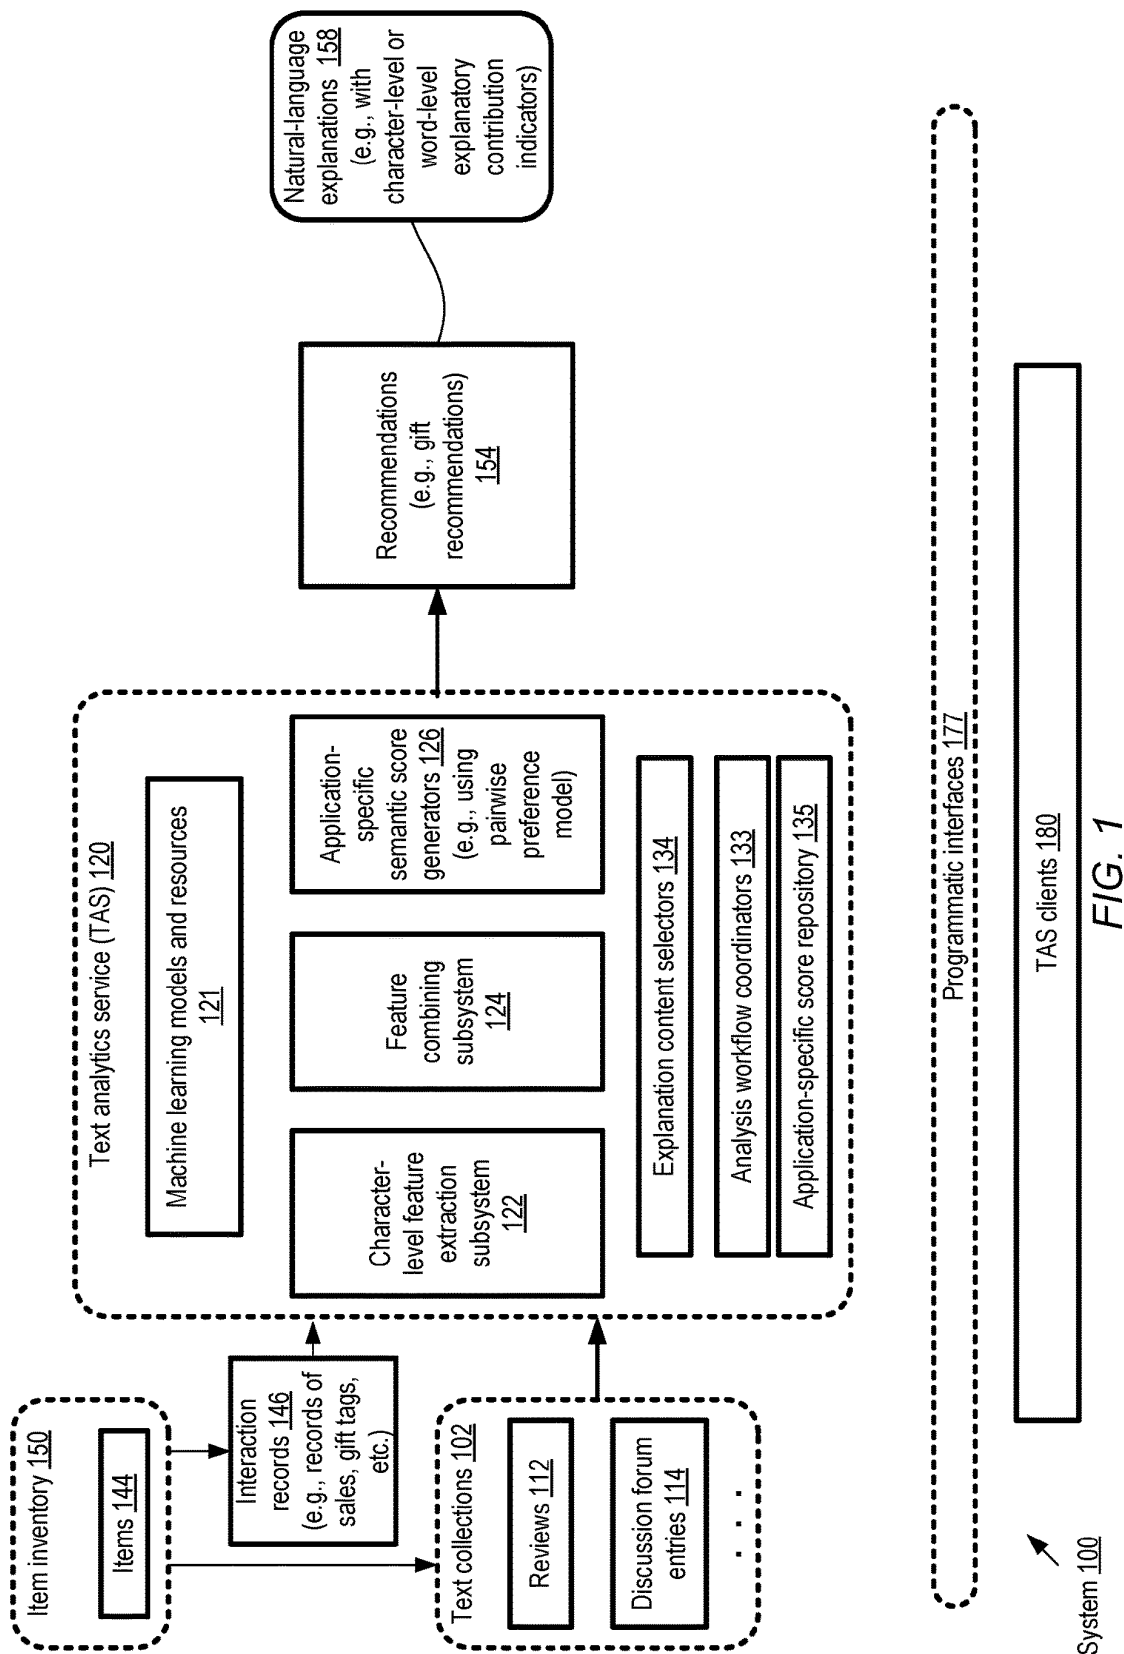 Item inventory 150
Items 144
Interaction
records 146
(e.g., records of
sales, gift tags,
etc.)
Text collections 102
Reviews 112
Discussion forum
entries 114
. . .
Text analytics service (TAS) 120
Machine learning models and resources
121
Character-
level feature
extraction
subsystem
122
Feature
combining
subsystem
124
Application-
specific
semantic score
generators 126
(e.g., using
pairwise
preference
model)
Explanation content selectors 134
Analysis workflow coordinators 133
Application-specific score repository 135
Recommendations
(e.g., gift
recommendations)
154
Natural-language
explanations 158
(e.g., with
character-level or
word-level
explanatory
contribution
indicators)
Programmatic interfaces 177
TAS clients 180
System 100
FIG. 1